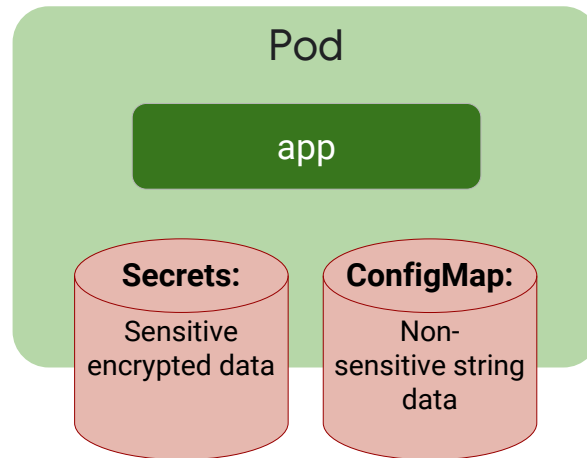 Pod
app
Secrets:
Sensitive
encrypted data
ConfigMap:
Non-
sensitive string
data